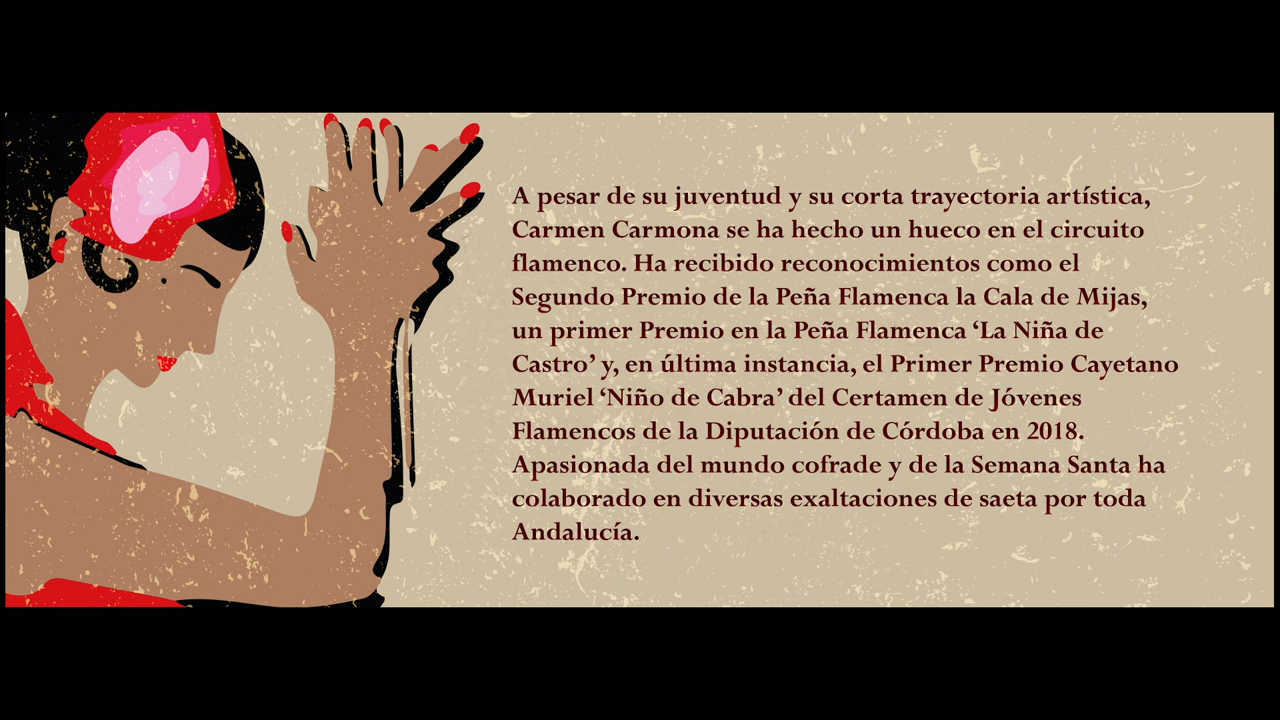 A pesar de su juventud y su corta trayectoria artística,
Carmen Carmona se ha hecho un hueco en el circuito
flamenco. Ha recibido reconocimientos como el
Segundo Premio de la Peña Flamenca la Cala de Mijas,
un primer Premio en la Peña Flamenca ‘La Niña de
Castro’ y, en última instancia, el Primer Premio Cayetano
Muriel ‘Niño de Cabra’ del Certamen de Jóvenes
Flamencos de la Diputación de Córdoba en 2018.
Apasionada del mundo cofrade y de la Semana Santa ha
colaborado en diversas exaltaciones de saeta por toda
Andalucía.